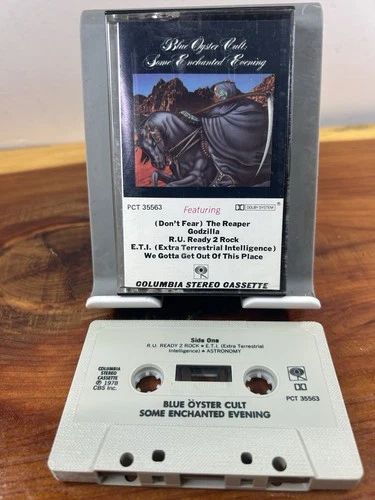 Blue Öyster Cult
Some Enchanted Evening
PCT 35563
Featuring
DOLBY SYSTEM ®
(Don't Fear) The Reaper
Godzilla
R.U. Ready 2 Rock
E.T.I. (Extra Terrestrial Intelligence)
We Gotta Get Out Of This Place
COLUMBIA STEREO CASSETTE
Side One
R.U. READY 2 ROCK • E.T.I. (Extra Terrestrial
Intelligence) • ASTRONOMY
COLUMBIA
STEREO
CASSETTE
℗ 1978
CBS Inc.
PCT 35563
BLUE ÖYSTER CULT
SOME ENCHANTED EVENING